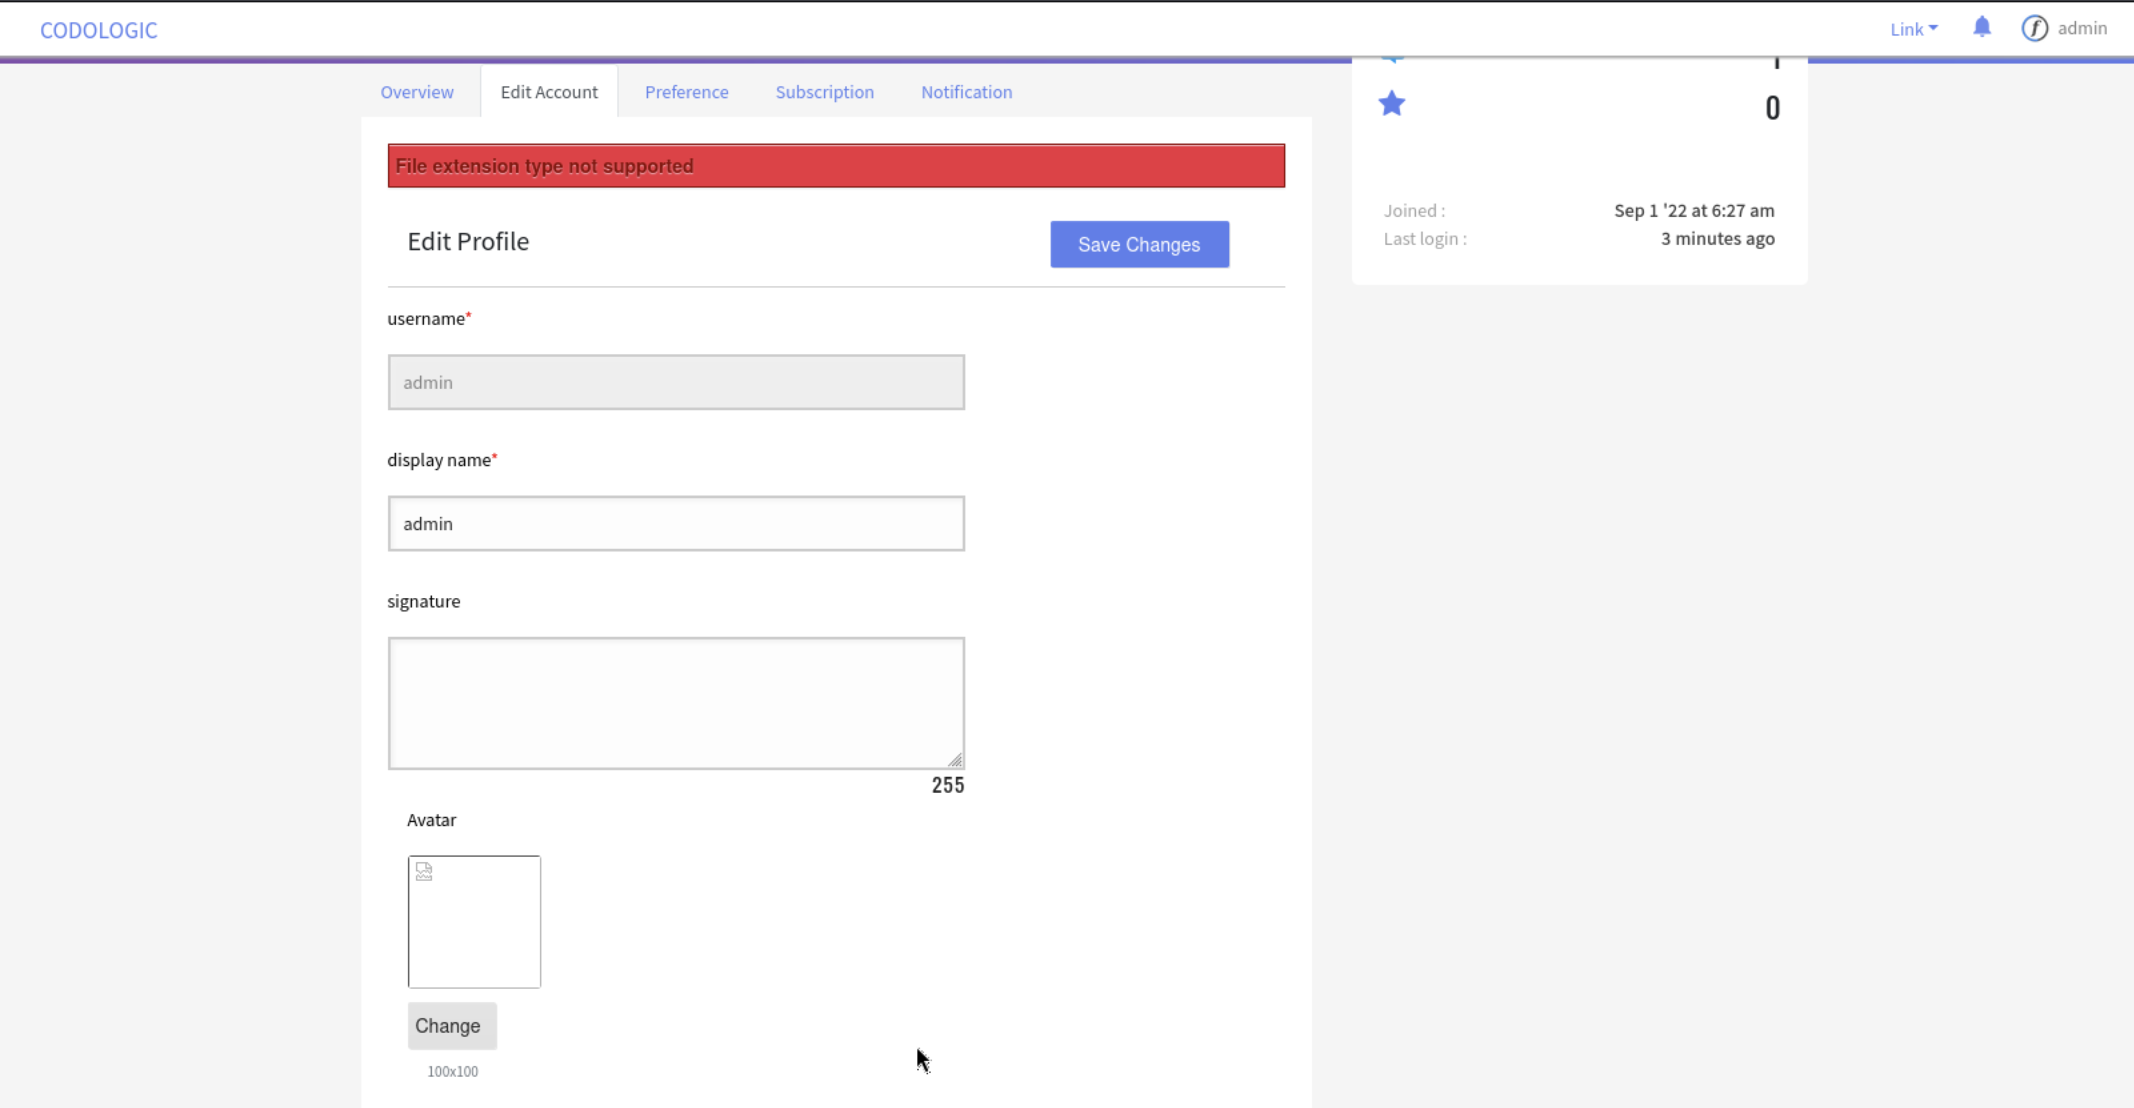 CODOLOGIC
Link
admin
Overview
Edit Account
Preference
Subscription
Notification
0
File extension type not supported
Joined :
Sep 1 '22 at 6:27 am
Last login :
3 minutes ago
Edit Profile
Save Changes
username*
admin
display name*
admin
signature
255
Avatar
Change
100x100